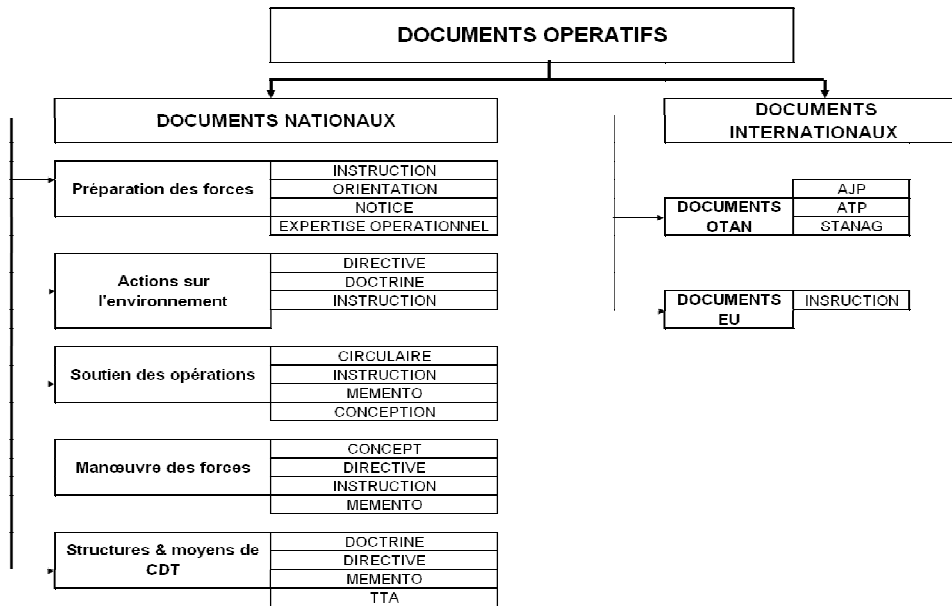 DOCUMENTS OPERATIFS
DOCUMENTS NATIONAUX
Préparation des forces
INSTRUCTION
ORIENTATION
NOTICE
EXPERTISE OPERATIONNEL
Actions sur
l'environnement
DIRECTIVE
DOCTRINE
INSTRUCTION
Soutien des opérations
CIRCULAIRE
INSTRUCTION
MEMENTO
CONCEPTION
Manœuvre des forces
CONCEPT
DIRECTIVE
INSTRUCTION
MEMENTO
Structures & moyens de
CDT
DOCTRINE
DIRECTIVE
MEMENTO
TTA
DOCUMENTS
INTERNATIONAUX
DOCUMENTS
OTAN
AJP
ATP
STANAG
DOCUMENTS
EU
INSRUCTION